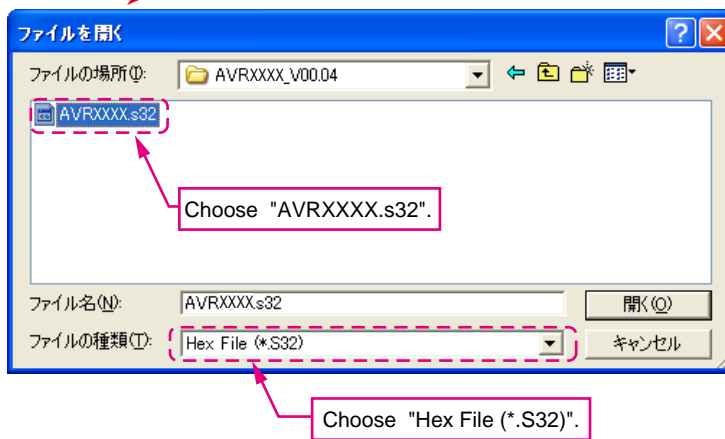 ファイルを開く
ファイルの場所(I):
AVRXXXX_V00.04
AVRXXXX.s32
Choose "AVRXXXX.s32".
ファイル名(N):
AVRXXXX.s32
開く(O)
ファイルの種類(T):
Hex File (*.S32)
キャンセル
Choose "Hex File (*.S32)".